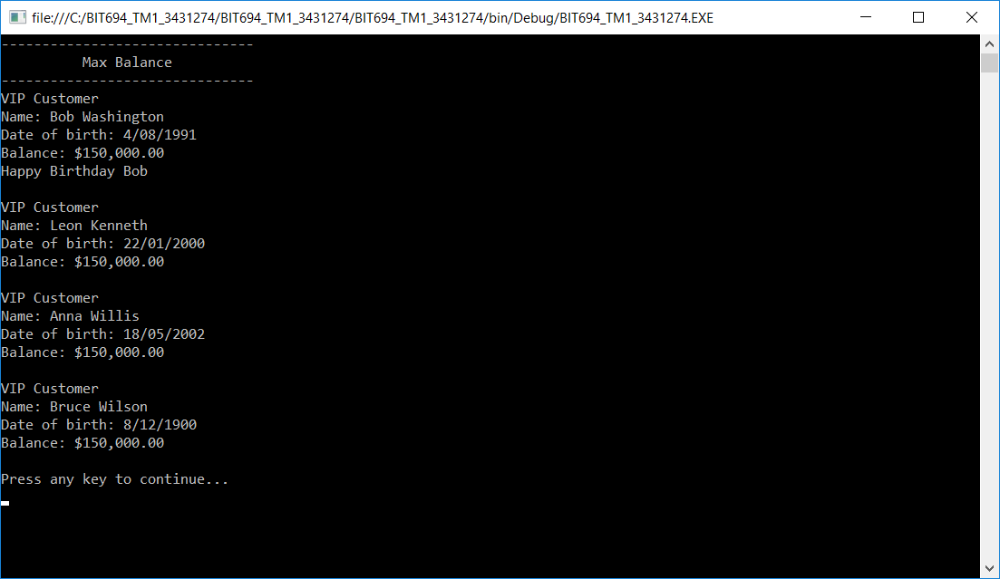 file:///C:/BIT694_TM1_3431274/BIT694_TM1_3431274/BIT694_TM1_3431274/bin/Debug/BIT694_TM1_3431274.EXE
-------------------------------
Max Balance
-------------------------------
VIP Customer
Name: Bob Washington
Date of birth: 4/08/1991
Balance: $150,000.00
Happy Birthday Bob
VIP Customer
Name: Leon Kenneth
Date of birth: 22/01/2000
Balance: $150,000.00
VIP Customer
Name: Anna Willis
Date of birth: 18/05/2002
Balance: $150,000.00
VIP Customer
Name: Bruce Wilson
Date of birth: 8/12/1900
Balance: $150,000.00
Press any key to continue...